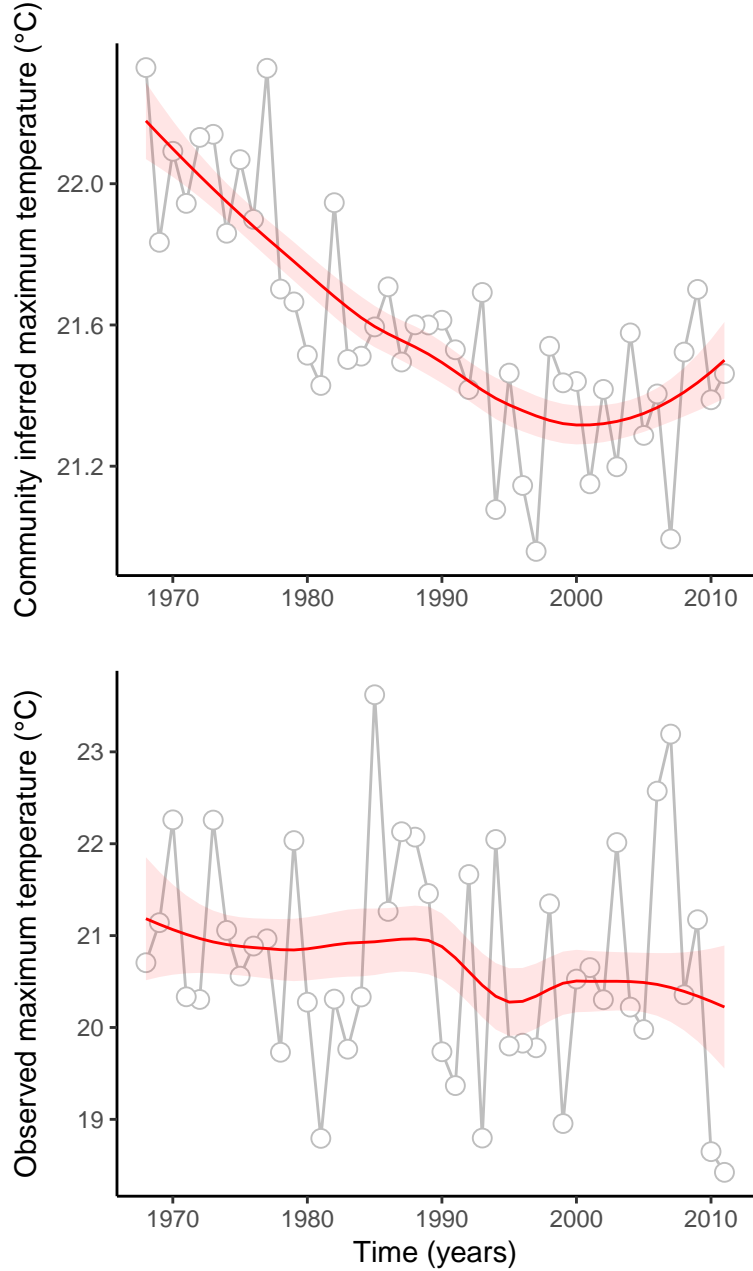 Community inferred maximum temperature (°C)
22.0
21.6
21.2
1970 1980 1990 2000 2010
Observed maximum temperature (°C)
23
22
21
20
19
1970 1980 1990 2000 2010
Time (years)